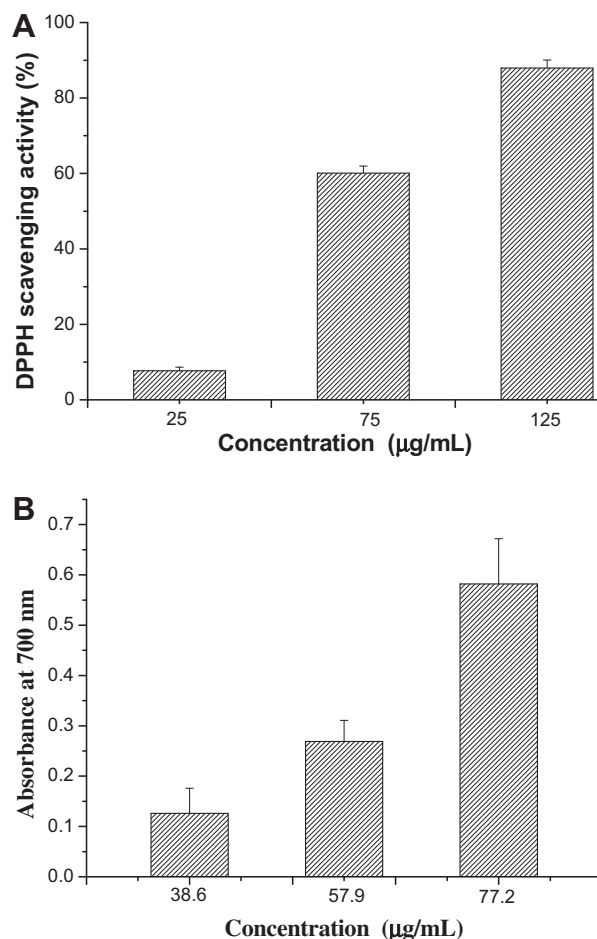 A
100
80
60
40
20
0
DPPH scavenging activity (%)
25 75 125
Concentration (μg/mL)
B
0.7
0.6
0.5
0.4
0.3
0.2
0.1
0.0
Absorbance at 700 nm
38.6 57.9 77.2
Concentration (μg/mL)